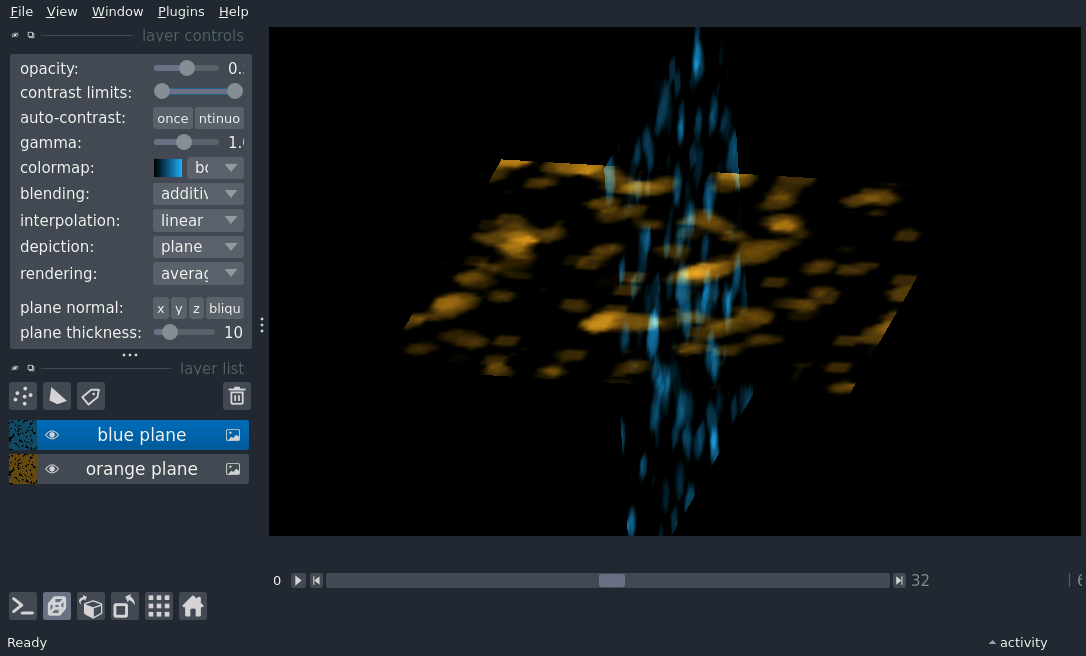 File View Window Plugins Help
layer controls
opacity: 0.
contrast limits:
auto-contrast: once ntinuo
gamma: 1.
colormap: bo
blending: additiv
interpolation: linear
depiction: plane
rendering: averag
plane normal: x y z bliqu
plane thickness: 10
layer list
blue plane
orange plane
0 32
Ready activity